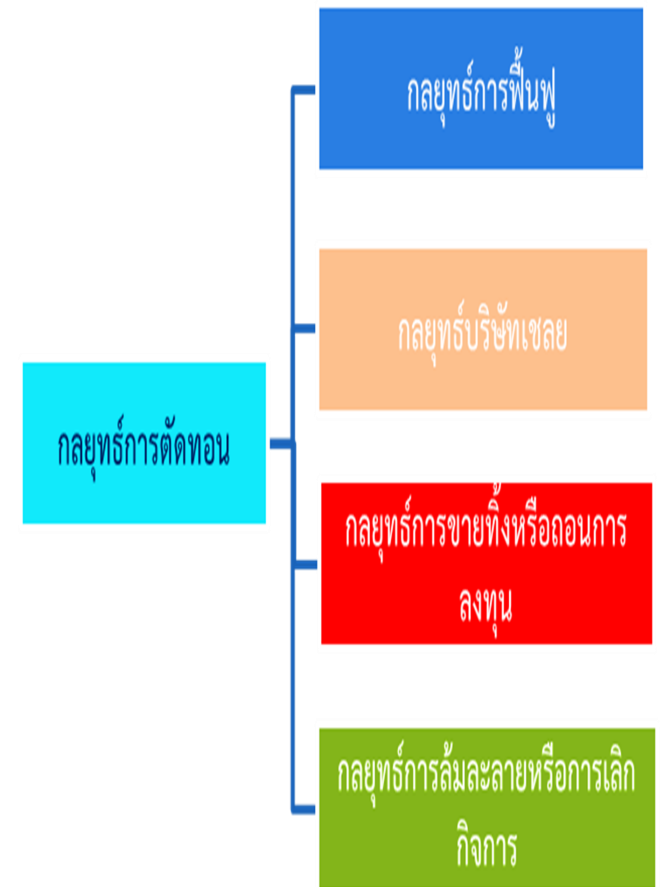 กลยุทธ์การฟื้นฟู
กลยุทธ์บริษัทเชลย
กลยุทธ์การตัดทอน
กลยุทธ์การขายทิ้งหรือถอนการ
ลงทุน
กลยุทธ์การล้มละลายหรือการเลิก
กิจการ